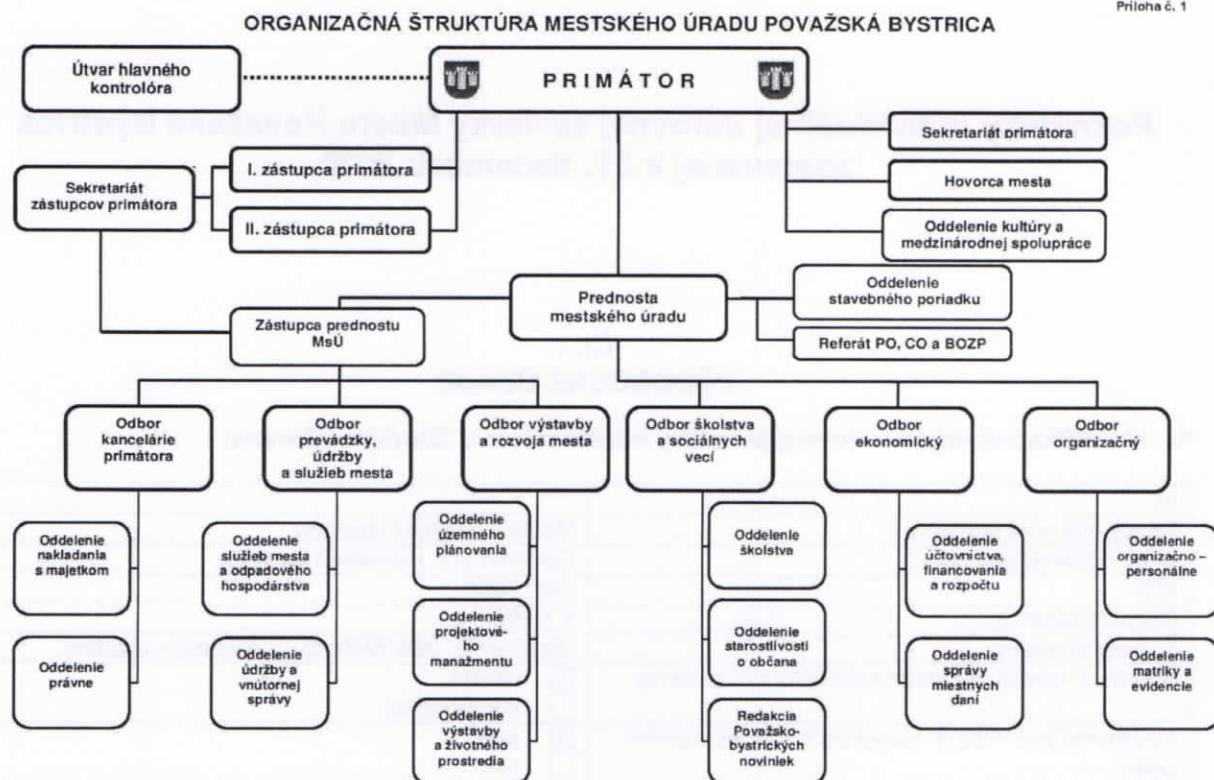 Príloha č. 1
ORGANIZAČNÁ ŠTRUKTÚRA MESTSKÉHO ÚRADU POVAŽSKÁ BYSTRICA
Útvar hlavného
kontrolóra
PRIMÁTOR
Sekretariát primátora
Hovorca mesta
Oddelenie kultúry a
medzinárodnej spolupráce
I. zástupca primátora
II. zástupca primátora
Sekretariát
zástupcov primátora
Prednosta
mestského úradu
Oddelenie
stavebného poriadku
Referát PO, CO a BOZP
Zástupca prednostu
MsÚ
Odbor
kancelárie
primátora
Odbor
prevádzky,
údržby
a služieb mesta
Odbor výstavby
a rozvoja mesta
Odbor školstva
a sociálnych
vecí
Odbor
ekonomický
Odbor
organizačný
Oddelenie
nakladania
s majetkom
Oddelenie
služieb mesta
a odpadového
hospodárstva
Oddelenie
územného
plánovania
Oddelenie
školstva
Oddelenie
účtovníctva,
financovania
a rozpočtu
Oddelenie
organizačno –
personálne
Oddelenie
právne
Oddelenie
údržby a
vnútornej
správy
Oddelenie
projektové-
ho
manažmentu
Oddelenie
starostlivosti
o občana
Oddelenie
správy
miestnych
daní
Oddelenie
matriky a
evidencie
Oddelenie
výstavby
a životného
prostredia
Redakcia
Považsko-
bystrických
noviniek